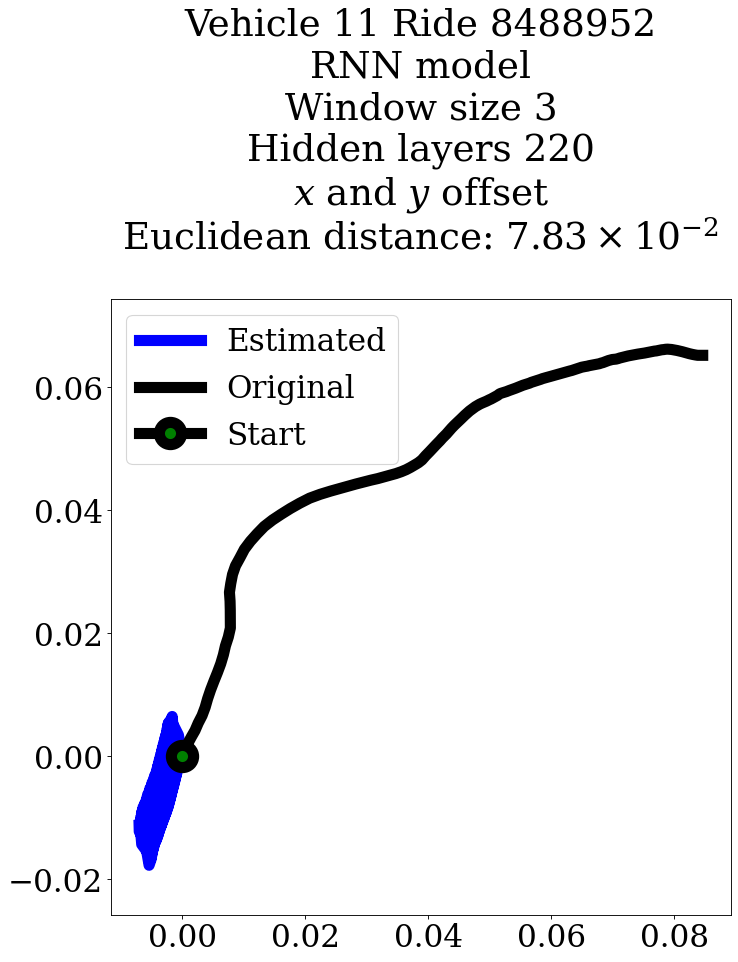 Vehicle 11 Ride 8488952
RNN model
Window size 3
Hidden layers 220
x and y offset
Euclidean distance: 7.83 × 10⁻²
Estimated
Original
Start
0.06
0.04
0.02
0.00
−0.02
0.00 0.02 0.04 0.06 0.08